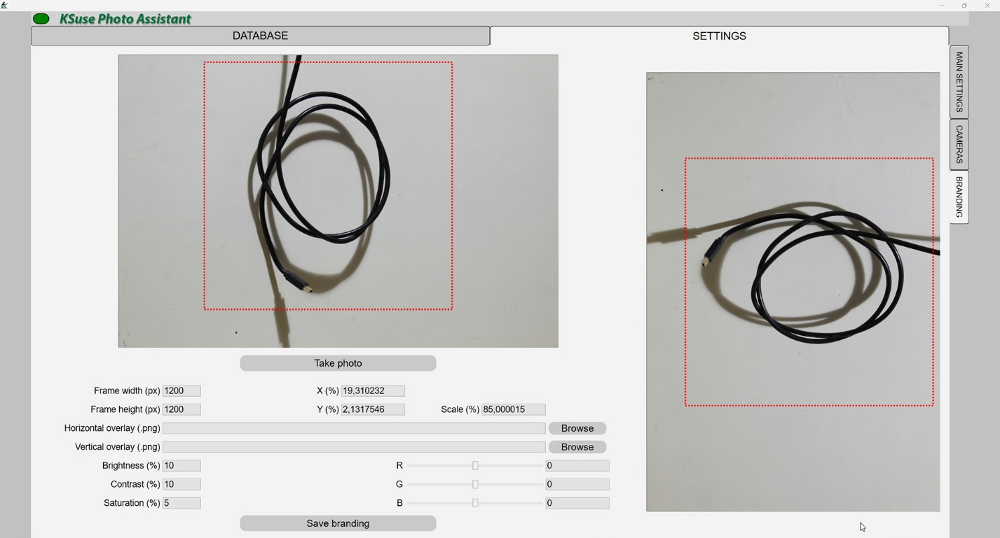 KSuse Photo Assistant
DATABASE
SETTINGS
MAIN SETTINGS
CAMERAS
BRANDING
Take photo
Frame width (px) 1200
X (%) 19,310232
Frame height (px) 1200
Y (%) 2,1317546
Scale (%) 85,000015
Horizontal overlay (.png)
Browse
Vertical overlay (.png)
Browse
Brightness (%) 10
R 0
Contrast (%) 10
G 0
Saturation (%) 5
B 0
Save branding